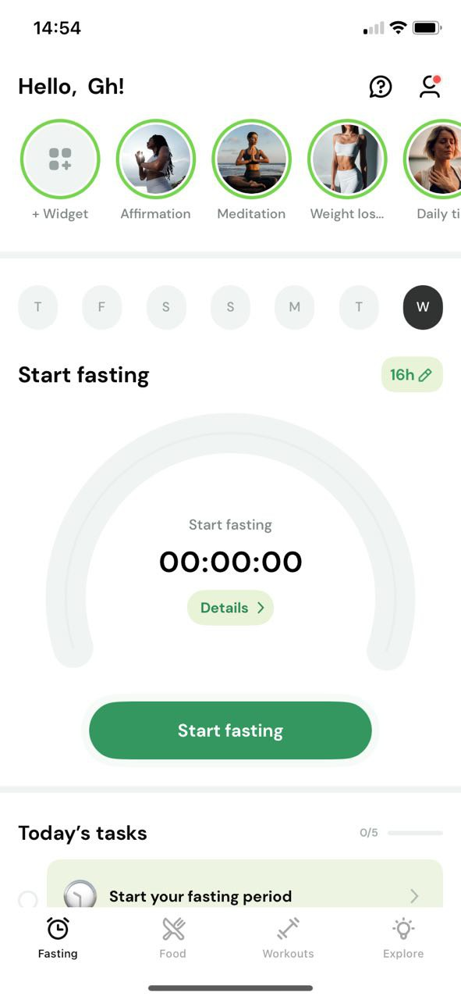 14:54
Hello, Gh!
+ Widget
Affirmation
Meditation
Weight los...
Daily ti
T F S S M T W
Start fasting
16h
Start fasting
00:00:00
Details
Start fasting
Today’s tasks
0/5
Start your fasting period
Fasting
Food
Workouts
Explore